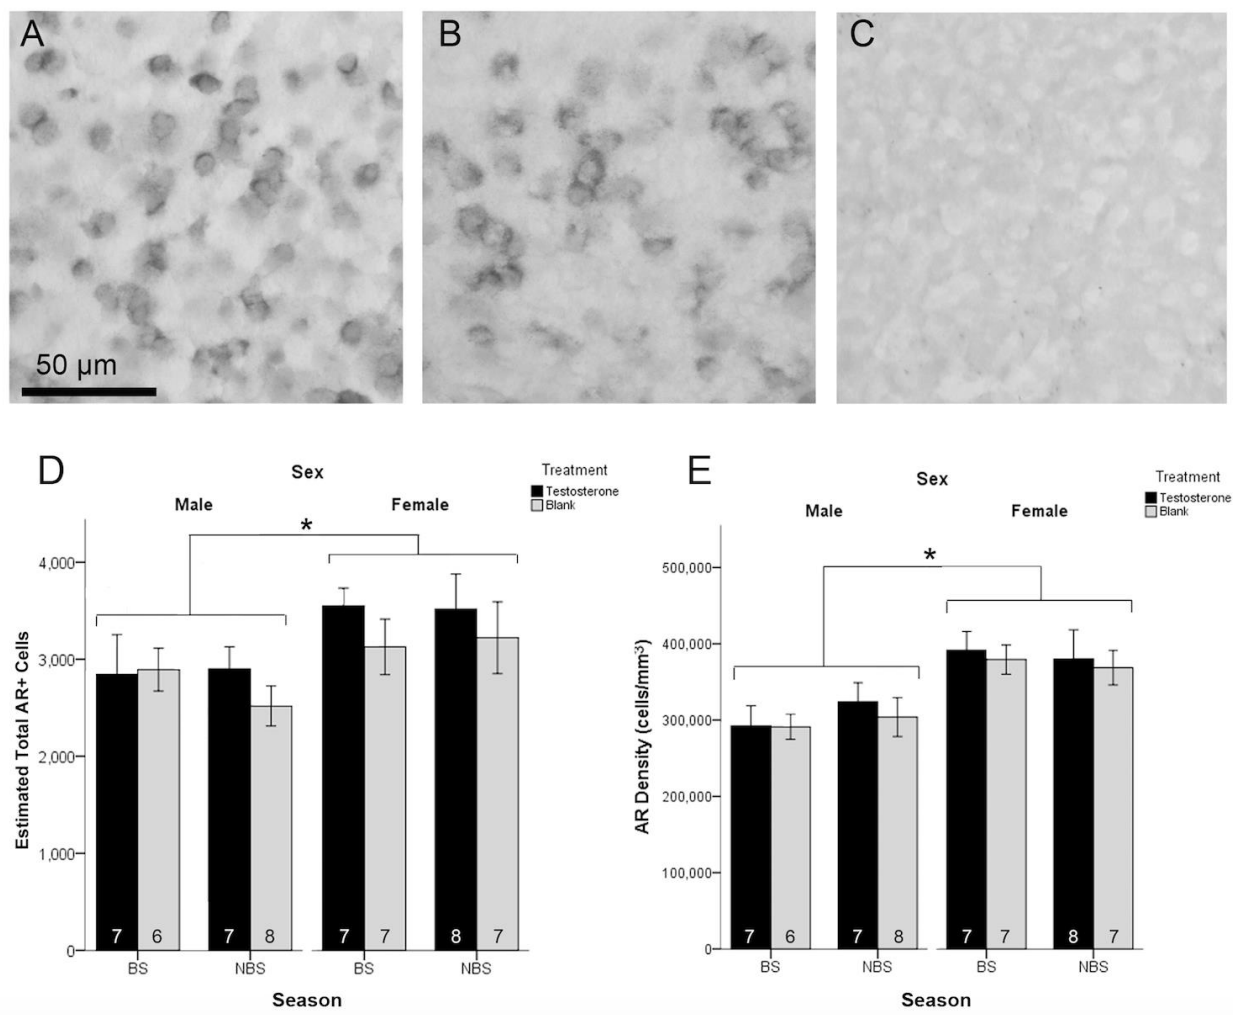 A
B
C
50 µm
D
Sex
Male
Female
Treatment
Testosterone
Blank
*
Estimated Total AR+ Cells
4,000
3,000
2,000
1,000
0
7
6
7
8
7
7
8
7
BS
NBS
BS
NBS
Season
E
Sex
Male
Female
Treatment
Testosterone
Blank
*
AR Density (cells/mm³)
500,000
400,000
300,000
200,000
100,000
0
7
6
7
8
7
7
8
7
BS
NBS
BS
NBS
Season